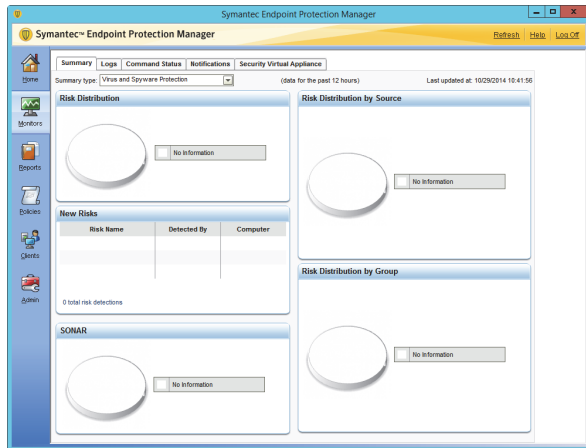 Symantec Endpoint Protection Manager
Symantec™ Endpoint Protection Manager
Refresh Help Log Off
Home
Monitors
Reports
Policies
Clients
Admin
Summary Logs Command Status Notifications Security Virtual Appliance
Summary type: Virus and Spyware Protection (data for the past 12 hours) Last updated at: 10/29/2014 10:41:56
Risk Distribution
No Information
New Risks
Risk Name Detected By Computer
0 total risk detections
SONAR
No Information
Risk Distribution by Source
No Information
Risk Distribution by Group
No Information